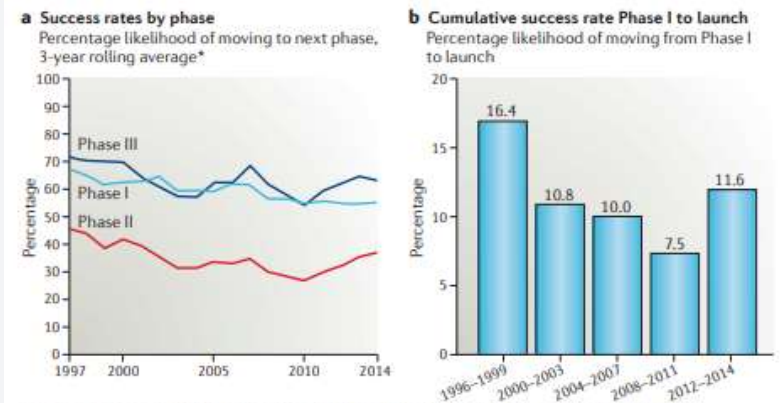 a Success rates by phase
Percentage likelihood of moving to next phase,
3-year rolling average*
100
90
80
70
60
50
40
30
20
10
0
Percentage
Phase III
Phase I
Phase II
1997 2000 2005 2010 2014
b Cumulative success rate Phase I to launch
Percentage likelihood of moving from Phase I
to launch
20
15
10
5
0
Percentage
16.4
10.8
10.0
7.5
11.6
1996–1999 2000–2003 2004–2007 2008–2011 2012–2014